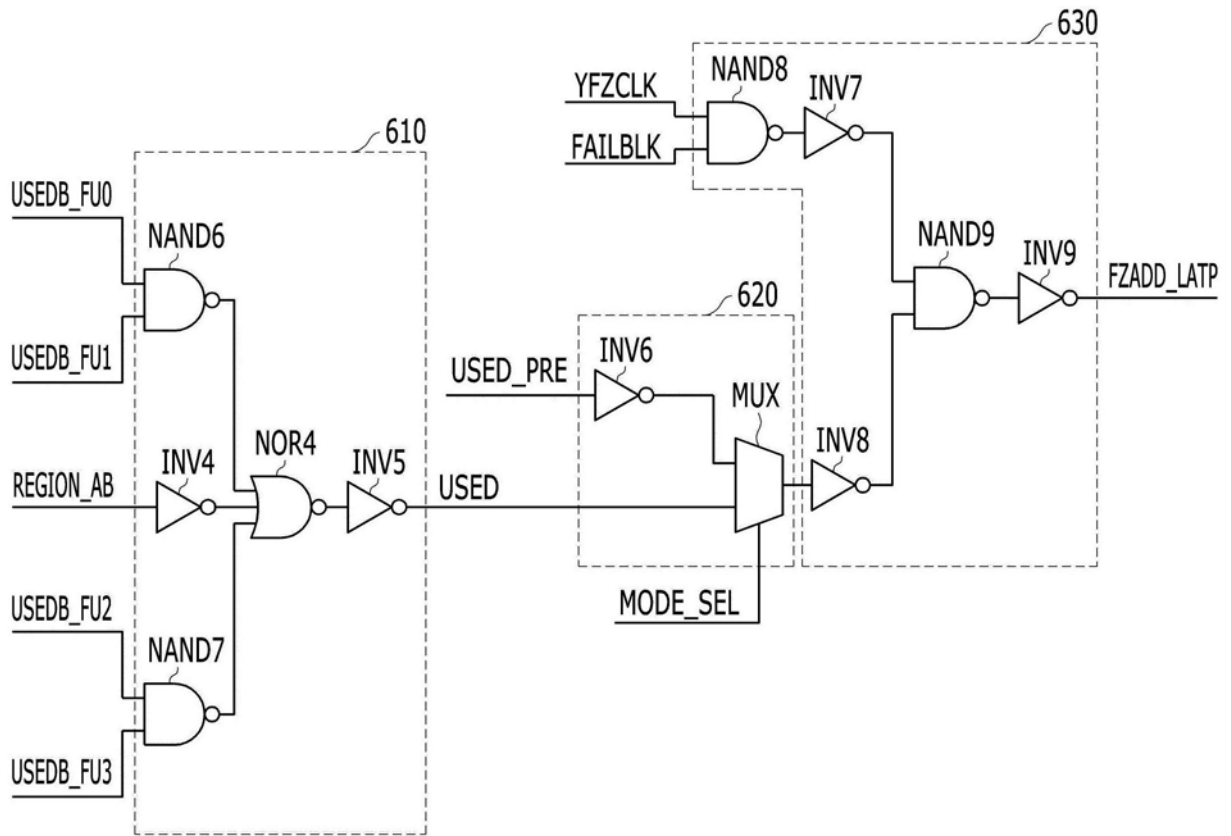 630
NAND8
INV7
YFZCLK
FAILBLK
610
USEDB_FU0
NAND6
NAND9
INV9
FZADD_LATP
620
USEDB_FU1
INV6
USED_PRE
MUX
NOR4
INV8
INV4
INV5
REGION_AB
USED
USEDB_FU2
MODE_SEL
NAND7
USEDB_FU3